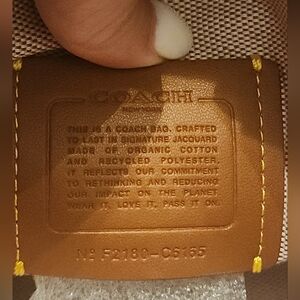 COACH
NEW YORK
THIS IS A COACH BAG. CRAFTED
TO LAST IN SIGNATURE JACQUARD
MADE OF ORGANIC COTTON
AND RECYCLED POLYESTER,
IT REFLECTS OUR COMMITMENT
TO RETHINKING AND REDUCING
OUR IMPACT ON THE PLANET
WEAR IT, LOVE IT, PASS IT ON.
Nº F2180-C5155